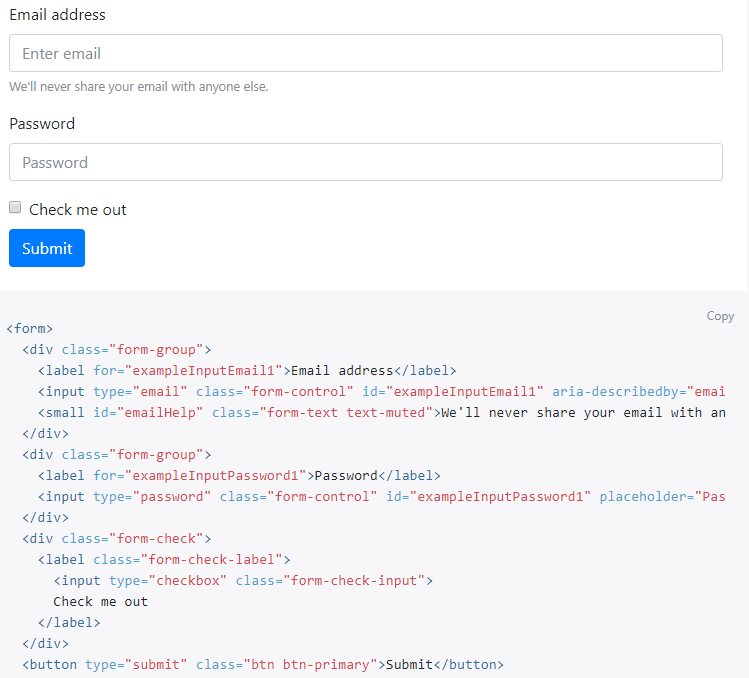 Email address
Enter email
We'll never share your email with anyone else.
Password
Password
Check me out
Submit
Copy
<form>
  <div class="form-group">
    <label for="exampleInputEmail1">Email address</label>
    <input type="email" class="form-control" id="exampleInputEmail1" aria-describedby="emai
    <small id="emailHelp" class="form-text text-muted">We'll never share your email with an
  </div>
  <div class="form-group">
    <label for="exampleInputPassword1">Password</label>
    <input type="password" class="form-control" id="exampleInputPassword1" placeholder="Pas
  </div>
  <div class="form-check">
    <label class="form-check-label">
      <input type="checkbox" class="form-check-input">
      Check me out
    </label>
  </div>
  <button type="submit" class="btn btn-primary">Submit</button>